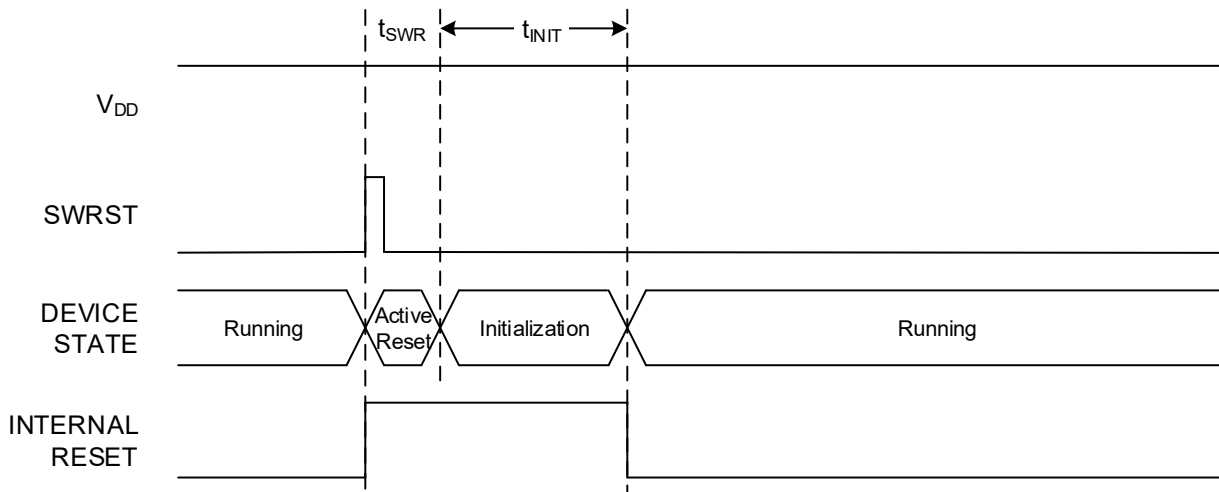 tSWR
tINIT
VDD
SWRST
DEVICE
STATE
Running
Active
Reset
Initialization
Running
INTERNAL
RESET